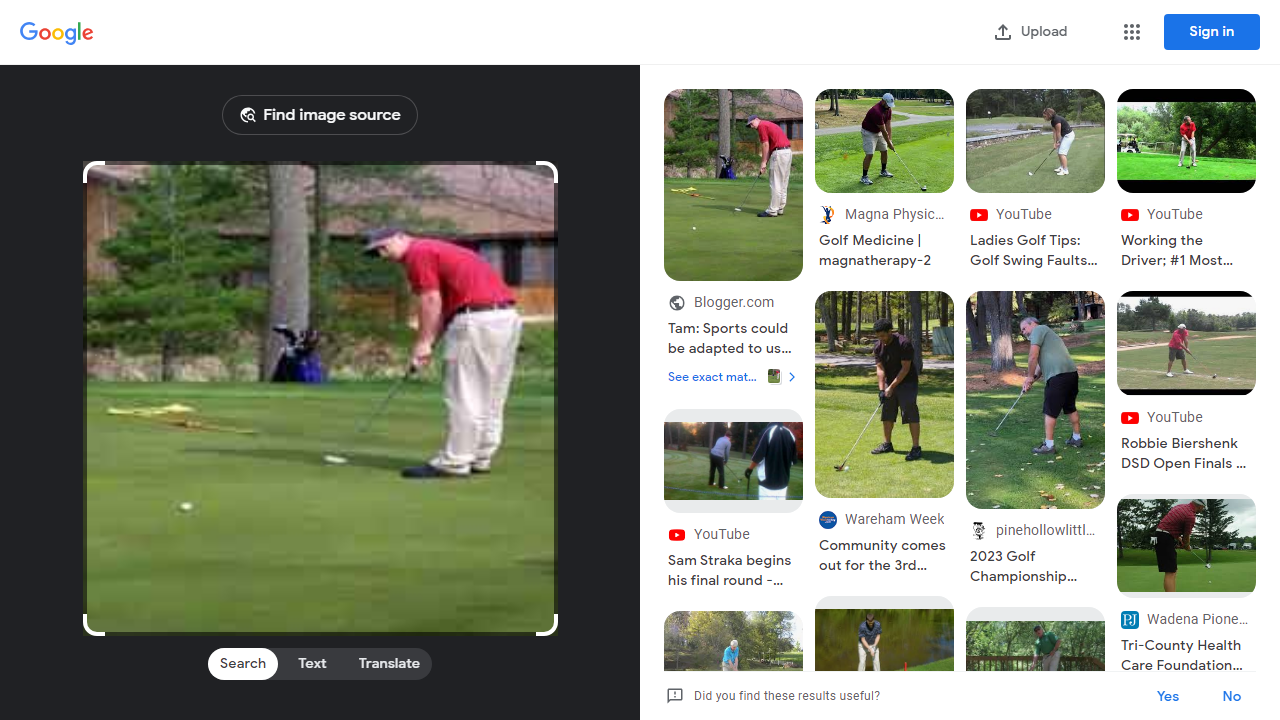 Google
Upload
Sign in
Find image source
Search
Text
Translate
Blogger.com
Tam: Sports could
be adapted to us...
See exact mat...
YouTube
Sam Straka begins
his final round -...
Magna Physic...
Golf Medicine |
magnatherapy-2
Wareham Week
Community comes
out for the 3rd...
YouTube
Ladies Golf Tips:
Golf Swing Faults...
pinehollowlittl...
2023 Golf
Championship...
YouTube
Working the
Driver; #1 Most...
YouTube
Robbie Biershenk
DSD Open Finals ...
Wadena Pione...
Tri-County Health
Care Foundation...
Did you find these results useful?
Yes
No